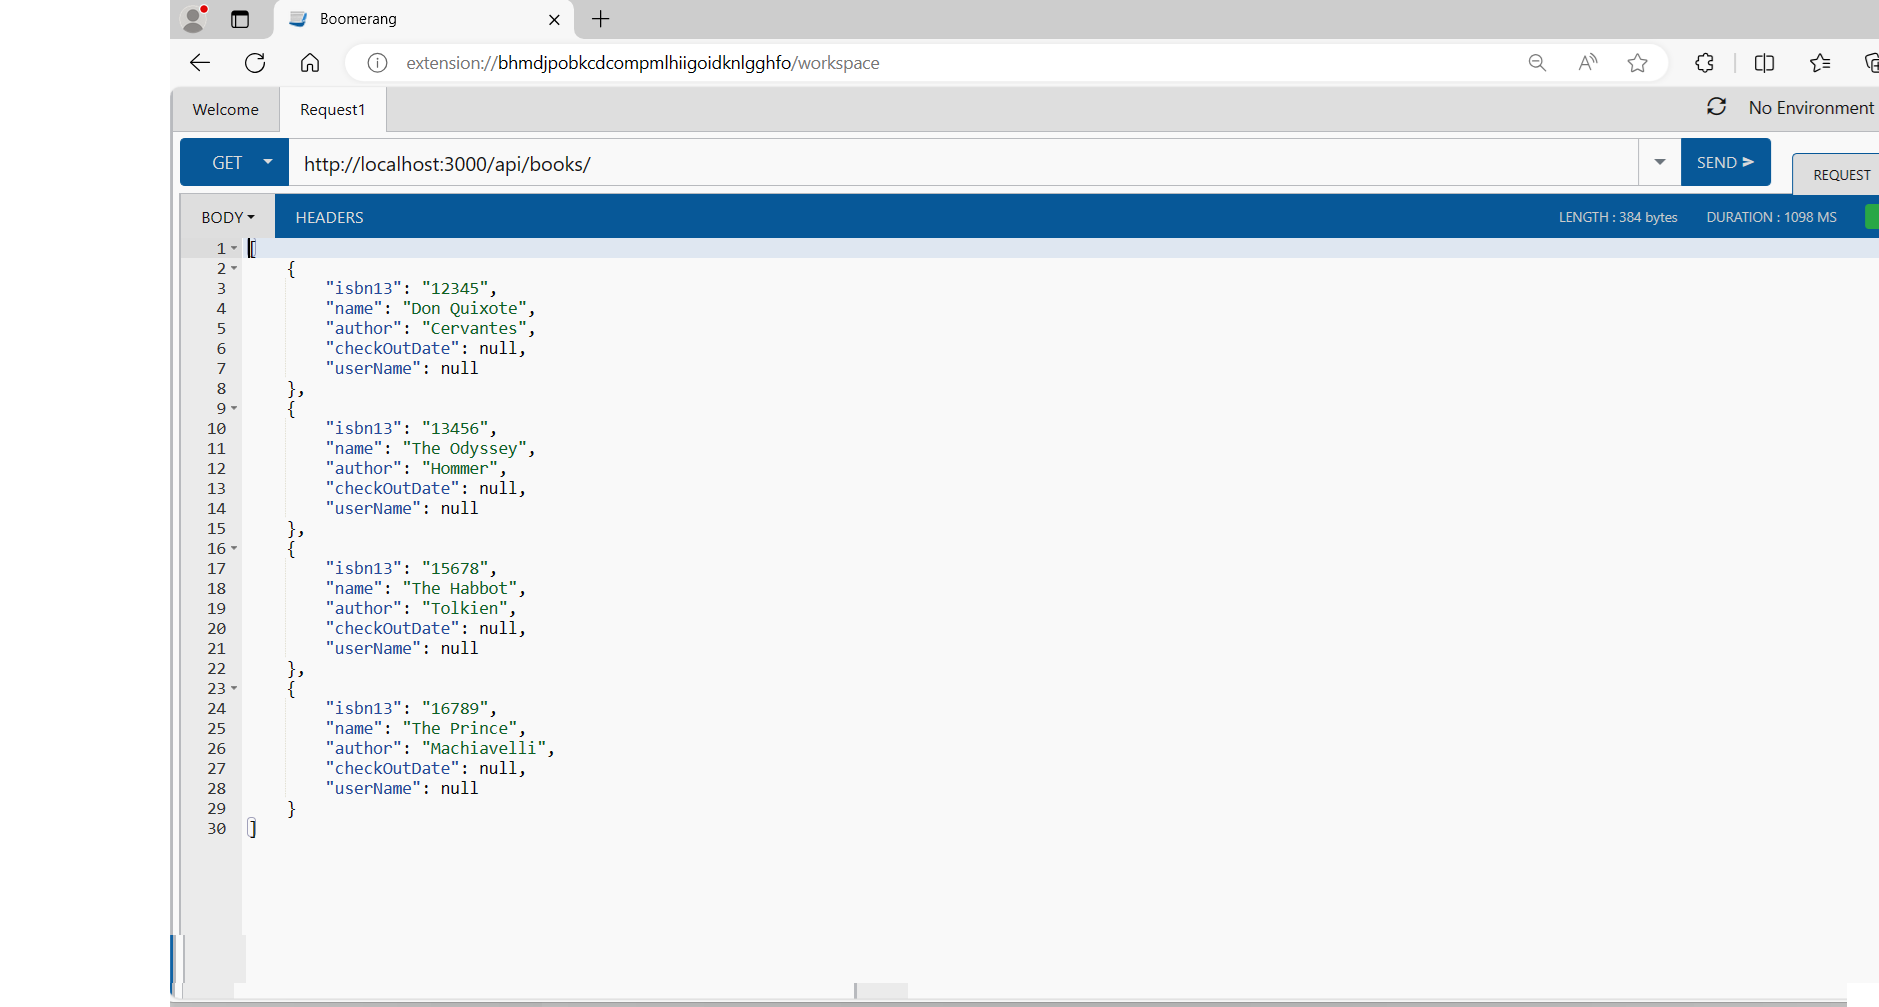 Boomerang
extension://bhmdjpobkcdcompmlhiigoidknlgghfo/workspace
Welcome
Request1
No Environment
GET
http://localhost:3000/api/books/
SEND
REQUEST
BODY
HEADERS
LENGTH : 384 bytes
DURATION : 1098 MS
1 [
2 {
3 "isbn13": "12345",
4 "name": "Don Quixote",
5 "author": "Cervantes",
6 "checkOutDate": null,
7 "userName": null
8 },
9 {
10 "isbn13": "13456",
11 "name": "The Odyssey",
12 "author": "Hommer",
13 "checkOutDate": null,
14 "userName": null
15 },
16 {
17 "isbn13": "15678",
18 "name": "The Habbot",
19 "author": "Tolkien",
20 "checkOutDate": null,
21 "userName": null
22 },
23 {
24 "isbn13": "16789",
25 "name": "The Prince",
26 "author": "Machiavelli",
27 "checkOutDate": null,
28 "userName": null
29 }
30 ]